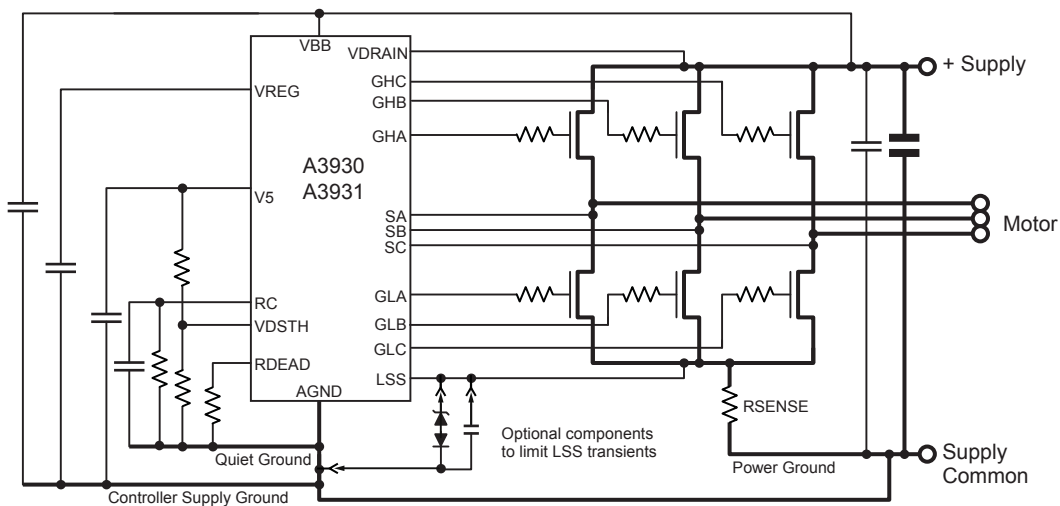 VBB
VDRAIN
+ Supply
GHC
VREG
GHB
GHA
A3930
A3931
V5
SA
SB
SC
Motor
GLA
RC
GLB
VDSTH
GLC
RDEAD
LSS
AGND
RSENSE
Optional components
to limit LSS transients
Quiet Ground
Power Ground
Supply
Common
Controller Supply Ground